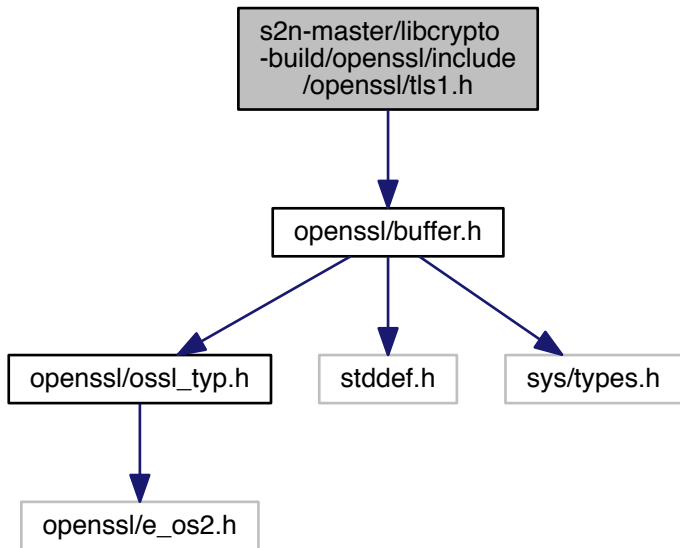 s2n-master/libcrypto
-build/openssl/include
/openssl/tls1.h
openssl/buffer.h
openssl/ossl_typ.h
stddef.h
sys/types.h
openssl/e_os2.h